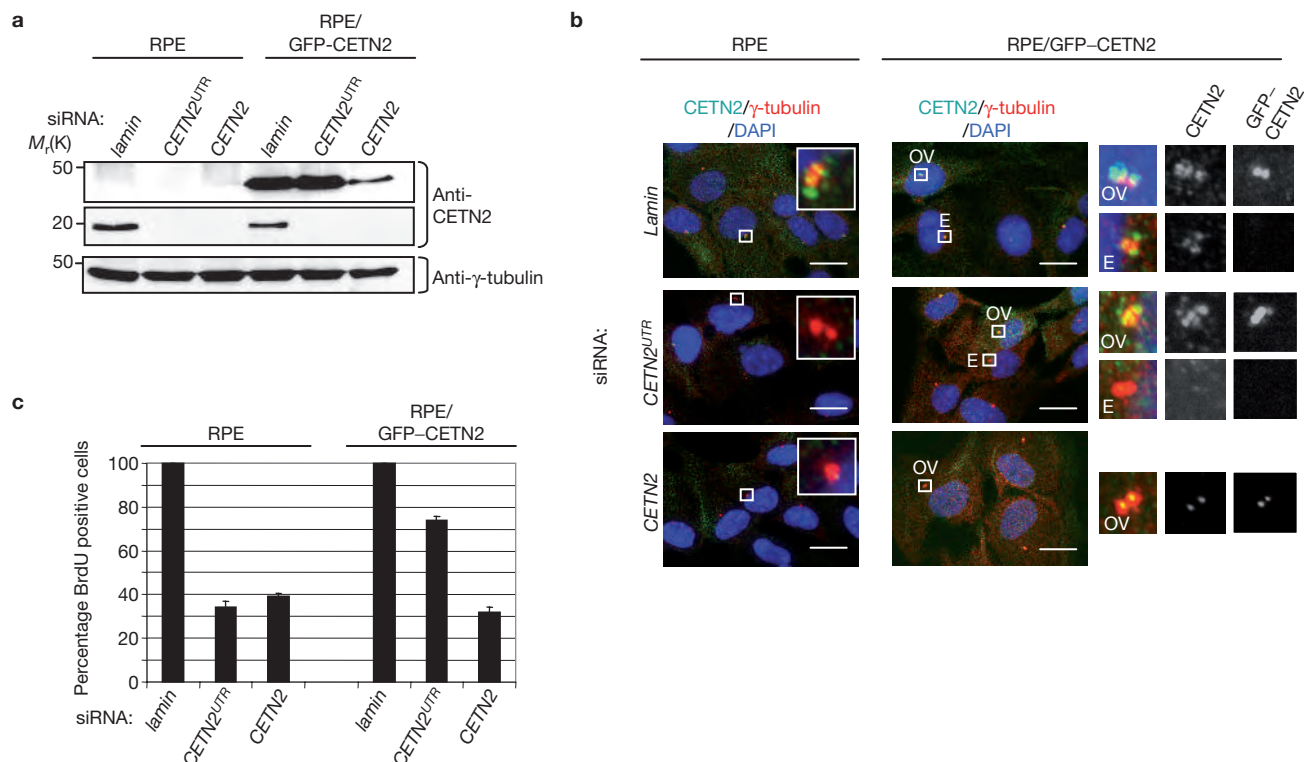 a
RPE
RPE/
GFP-CETN2
siRNA:
lamin
CETN2UTR
CETN2
lamin
CETN2UTR
CETN2
Mr(K)
50
20
50
Anti-
CETN2
Anti-γ-tubulin
b
RPE
RPE/GFP–CETN2
CETN2/γ-tubulin
/DAPI
CETN2/γ-tubulin
/DAPI
CETN2
GFP–
CETN2
siRNA:
Lamin
OV
E
OV
E
CETN2UTR
OV
E
OV
E
CETN2
OV
OV
c
RPE
RPE/
GFP–CETN2
Percentage BrdU positive cells
100
80
60
40
20
0
siRNA:
lamin
CETN2UTR
CETN2
lamin
CETN2UTR
CETN2